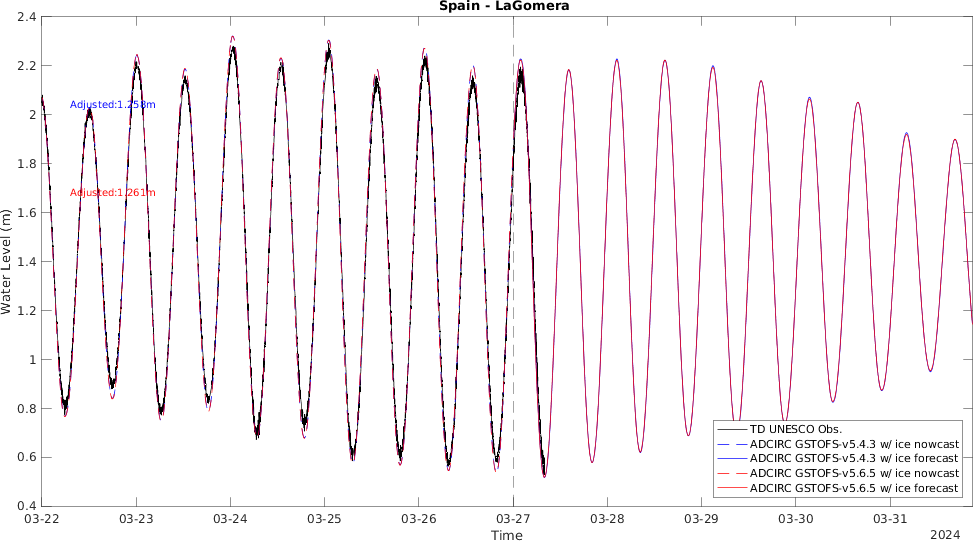 Spain - LaGomera
2.4
2.2
2
1.8
1.6
1.4
1.2
1
0.8
0.6
0.4
Water Level (m)
Adjusted:1.258m
Adjusted:1.261m
TD UNESCO Obs.
ADCIRC GSTOFS-v5.4.3 w/ ice nowcast
ADCIRC GSTOFS-v5.4.3 w/ ice forecast
ADCIRC GSTOFS-v5.6.5 w/ ice nowcast
ADCIRC GSTOFS-v5.6.5 w/ ice forecast
03-22 03-23 03-24 03-25 03-26 03-27 03-28 03-29 03-30 03-31
Time
2024